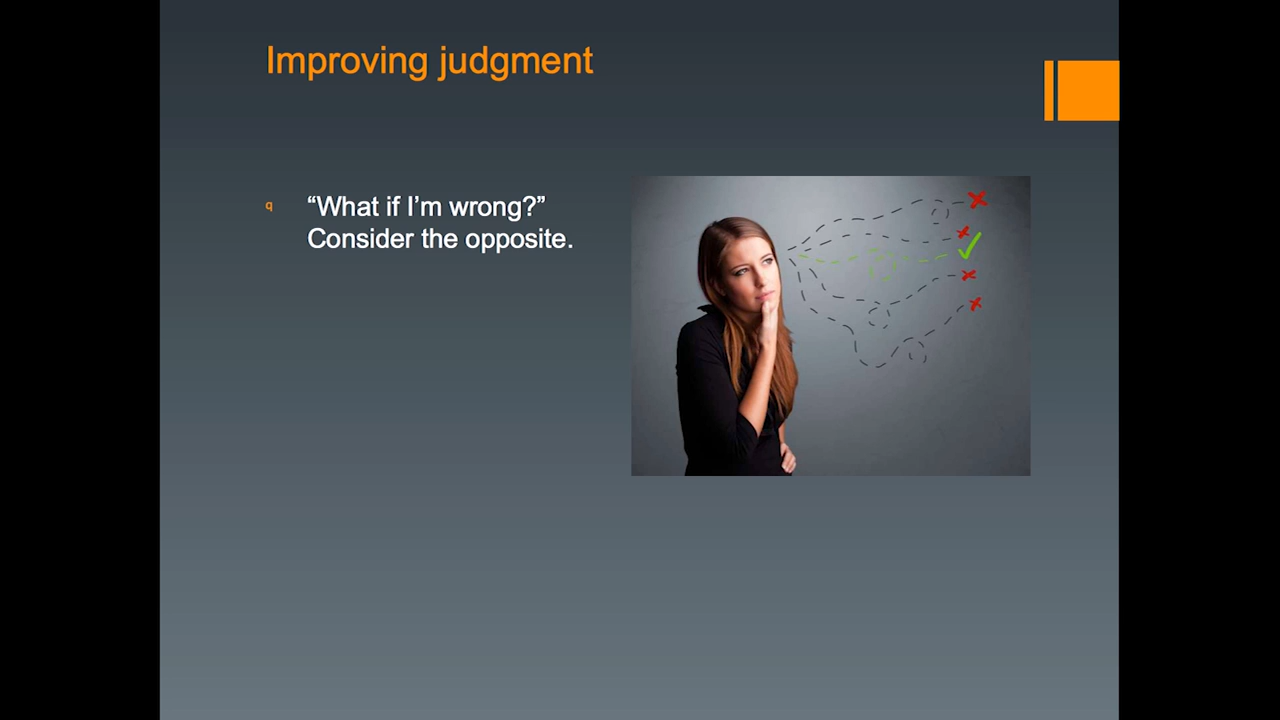 Improving judgment
q “What if I’m wrong?”
Consider the opposite.